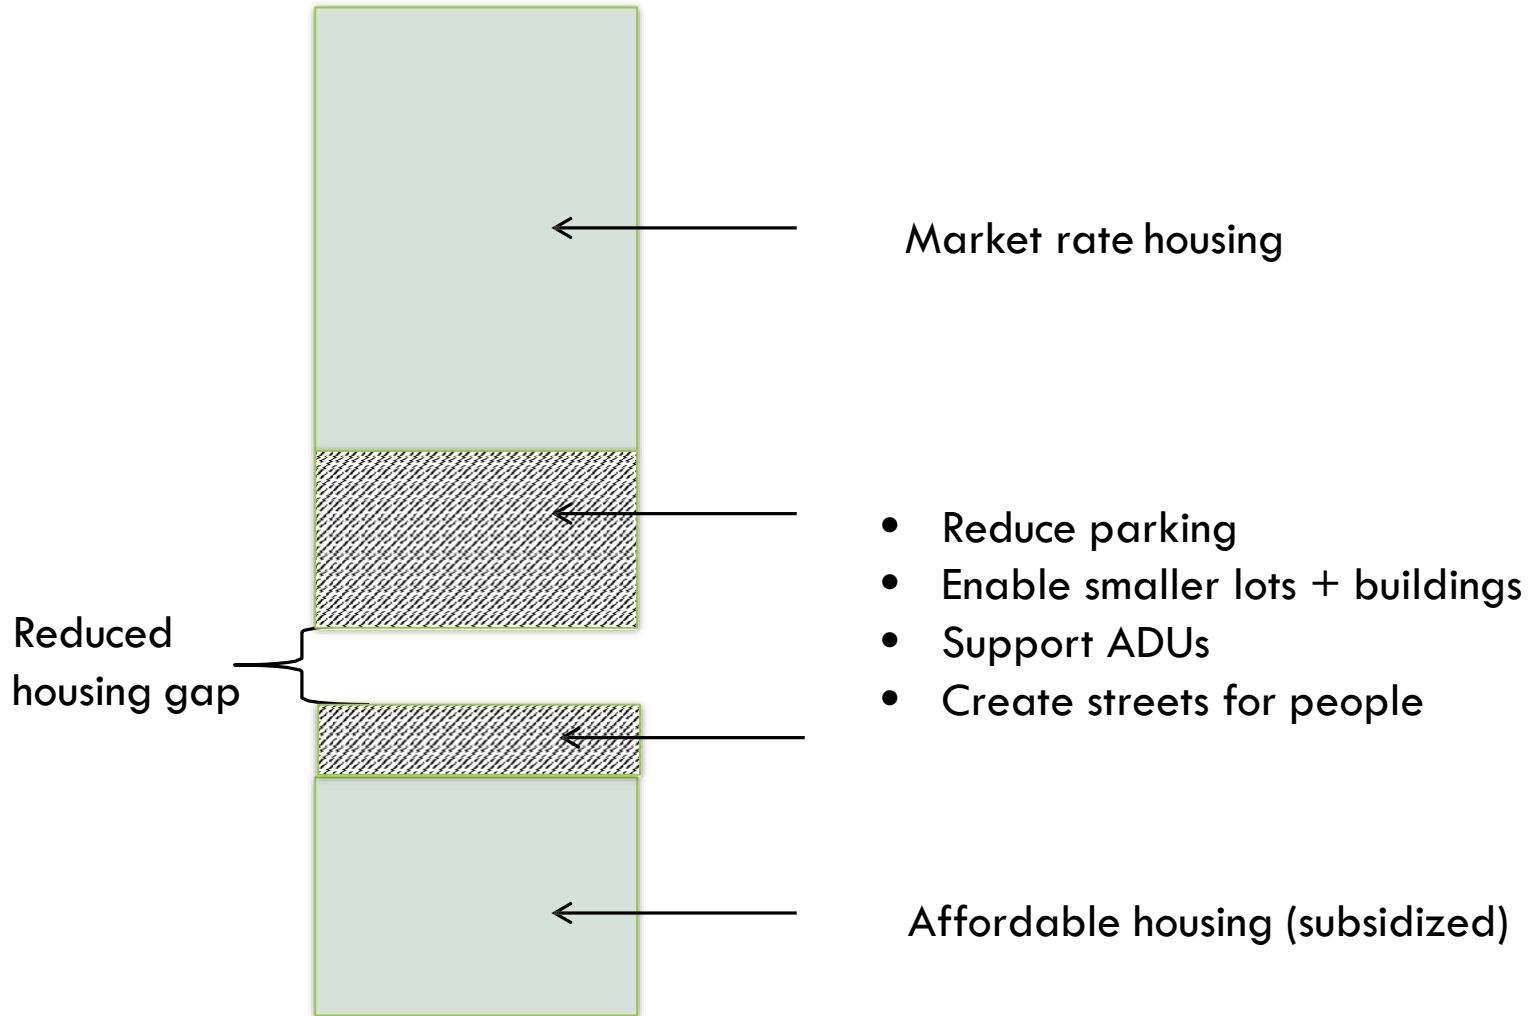 Market rate housing
• Reduce parking
• Enable smaller lots + buildings
• Support ADUs
• Create streets for people
Reduced
housing gap
Affordable housing (subsidized)